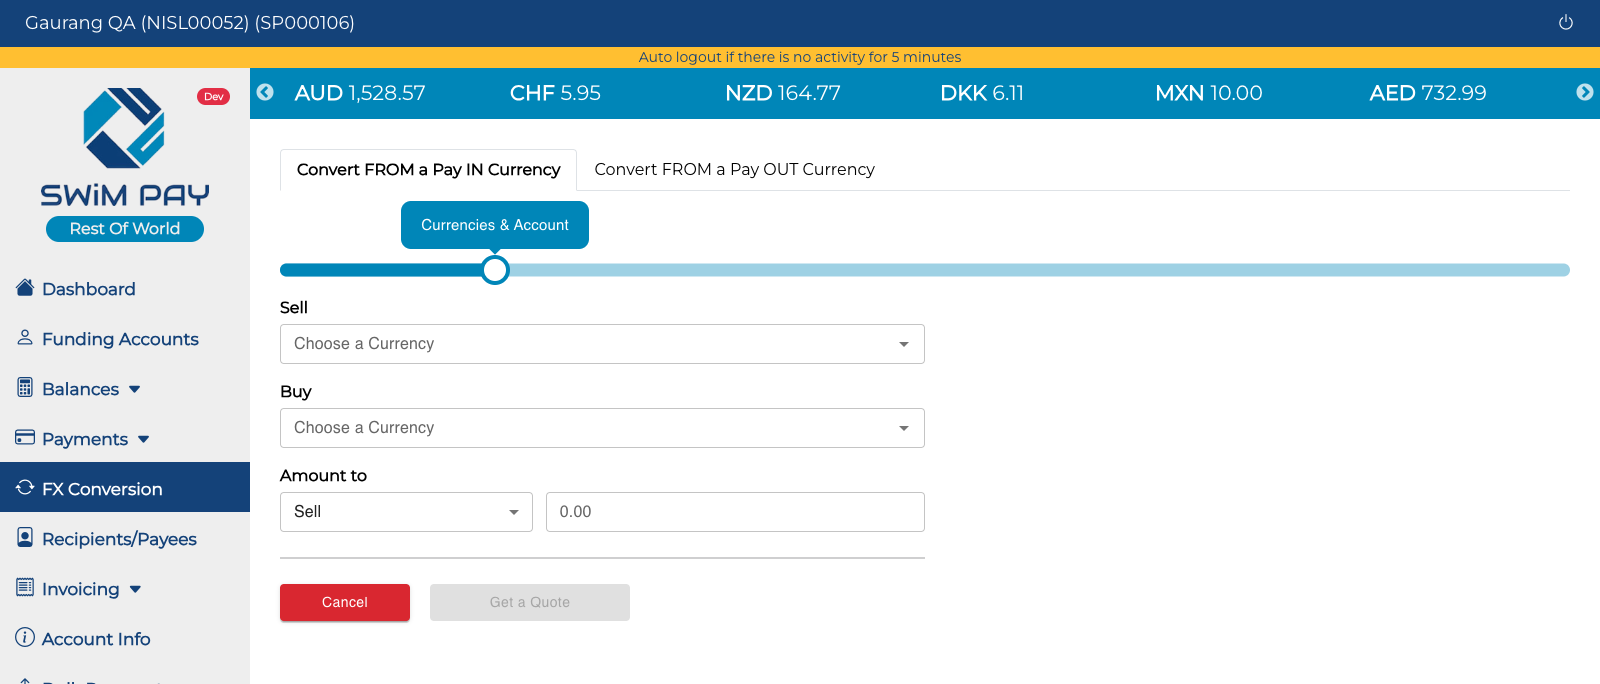 Gaurang QA (NISL00052) (SP000106)
Auto logout if there is no activity for 5 minutes
Dev
SWiM PAY
Rest Of World
AUD 1,528.57
CHF 5.95
NZD 164.77
DKK 6.11
MXN 10.00
AED 732.99
Dashboard
Funding Accounts
Balances
Payments
FX Conversion
Recipients/Payees
Invoicing
Account Info
Convert FROM a Pay IN Currency
Convert FROM a Pay OUT Currency
Currencies & Account
Sell
Choose a Currency
Buy
Choose a Currency
Amount to
Sell
0.00
Cancel
Get a Quote